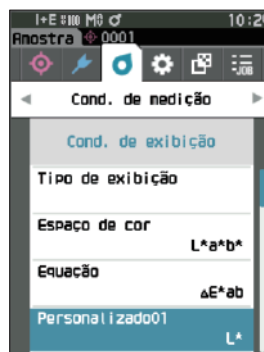 I+E M0 10:2
Amostra 0001
JOB
Cond. de medição
Cond. de exibição
Tipo de exibição
Espaço de cor
L*a*b*
Equação
ΔE*ab
Personalizado01
L*